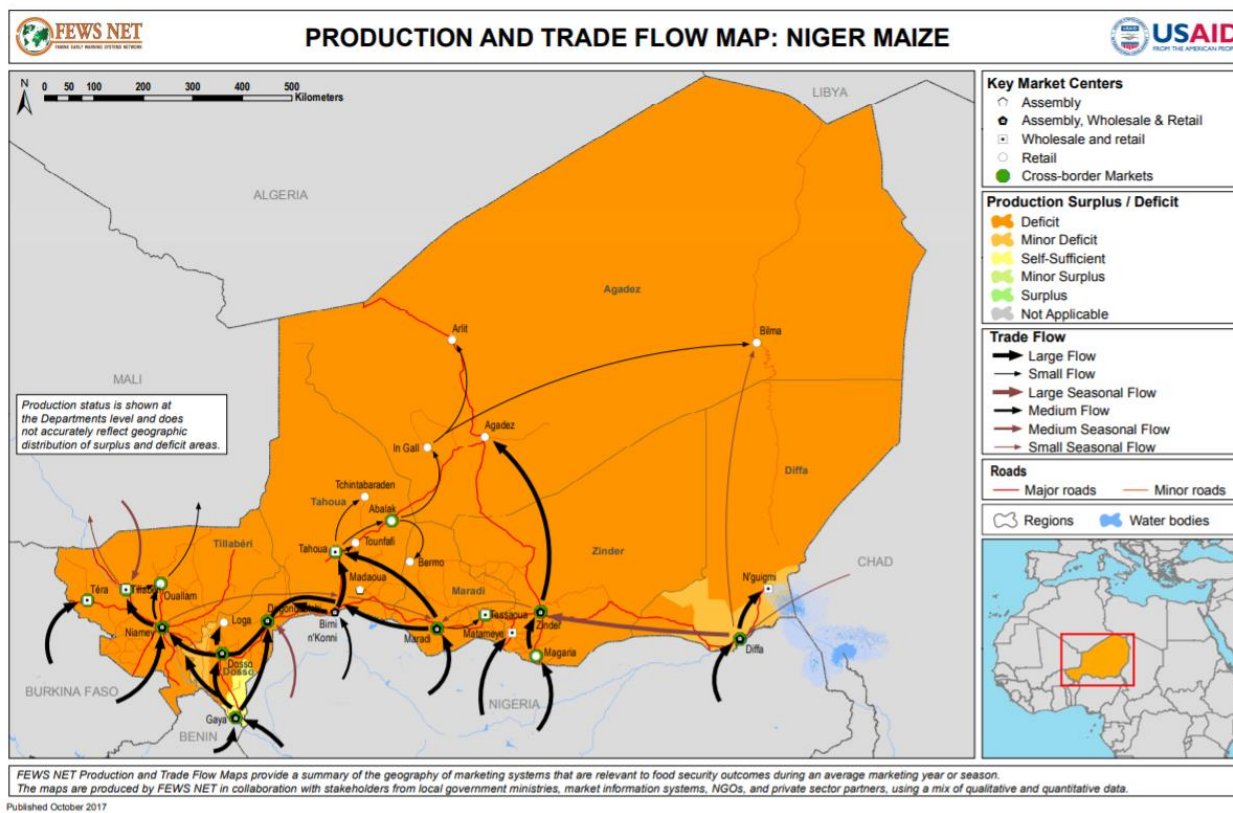 FEWS NET
FAMINE EARLY WARNING SYSTEMS NETWORK
PRODUCTION AND TRADE FLOW MAP: NIGER MAIZE
USAID
FROM THE AMERICAN PEOPLE
N
0 50 100 200 300 400 500
Kilometers
LIBYA
ALGERIA
Agadez
Arlit
Bilma
MALI
Production status is shown at
the Departments level and does
not accurately reflect geographic
distribution of surplus and deficit areas.
In Gall
Agadez
Diffa
Tchintabaraden
Tahoua
Abalak
Tillabéri
Tounfafi
Zinder
Tahoua
Bermo
CHAD
N'guigmi
Madaoua
Maradi
Téra
Ouallam
Loga
Tessaoua
Zinder
Niamey
Birni
n'Konni
Maradi
Matameye
Dosso
Dosso
Magaria
Diffa
BURKINA FASO
NIGERIA
Gaya
BENIN
Key Market Centers
Assembly
Assembly, Wholesale & Retail
Wholesale and retail
Retail
Cross-border Markets
Production Surplus / Deficit
Deficit
Minor Deficit
Self-Sufficient
Minor Surplus
Surplus
Not Applicable
Trade Flow
Large Flow
Small Flow
Large Seasonal Flow
Medium Flow
Medium Seasonal Flow
Small Seasonal Flow
Roads
Major roads Minor roads
Regions Water bodies
FEWS NET Production and Trade Flow Maps provide a summary of the geography of marketing systems that are relevant to food security outcomes during an average marketing year or season.
The maps are produced by FEWS NET in collaboration with stakeholders from local government ministries, market information systems, NGOs, and private sector partners, using a mix of qualitative and quantitative data.
Published October 2017